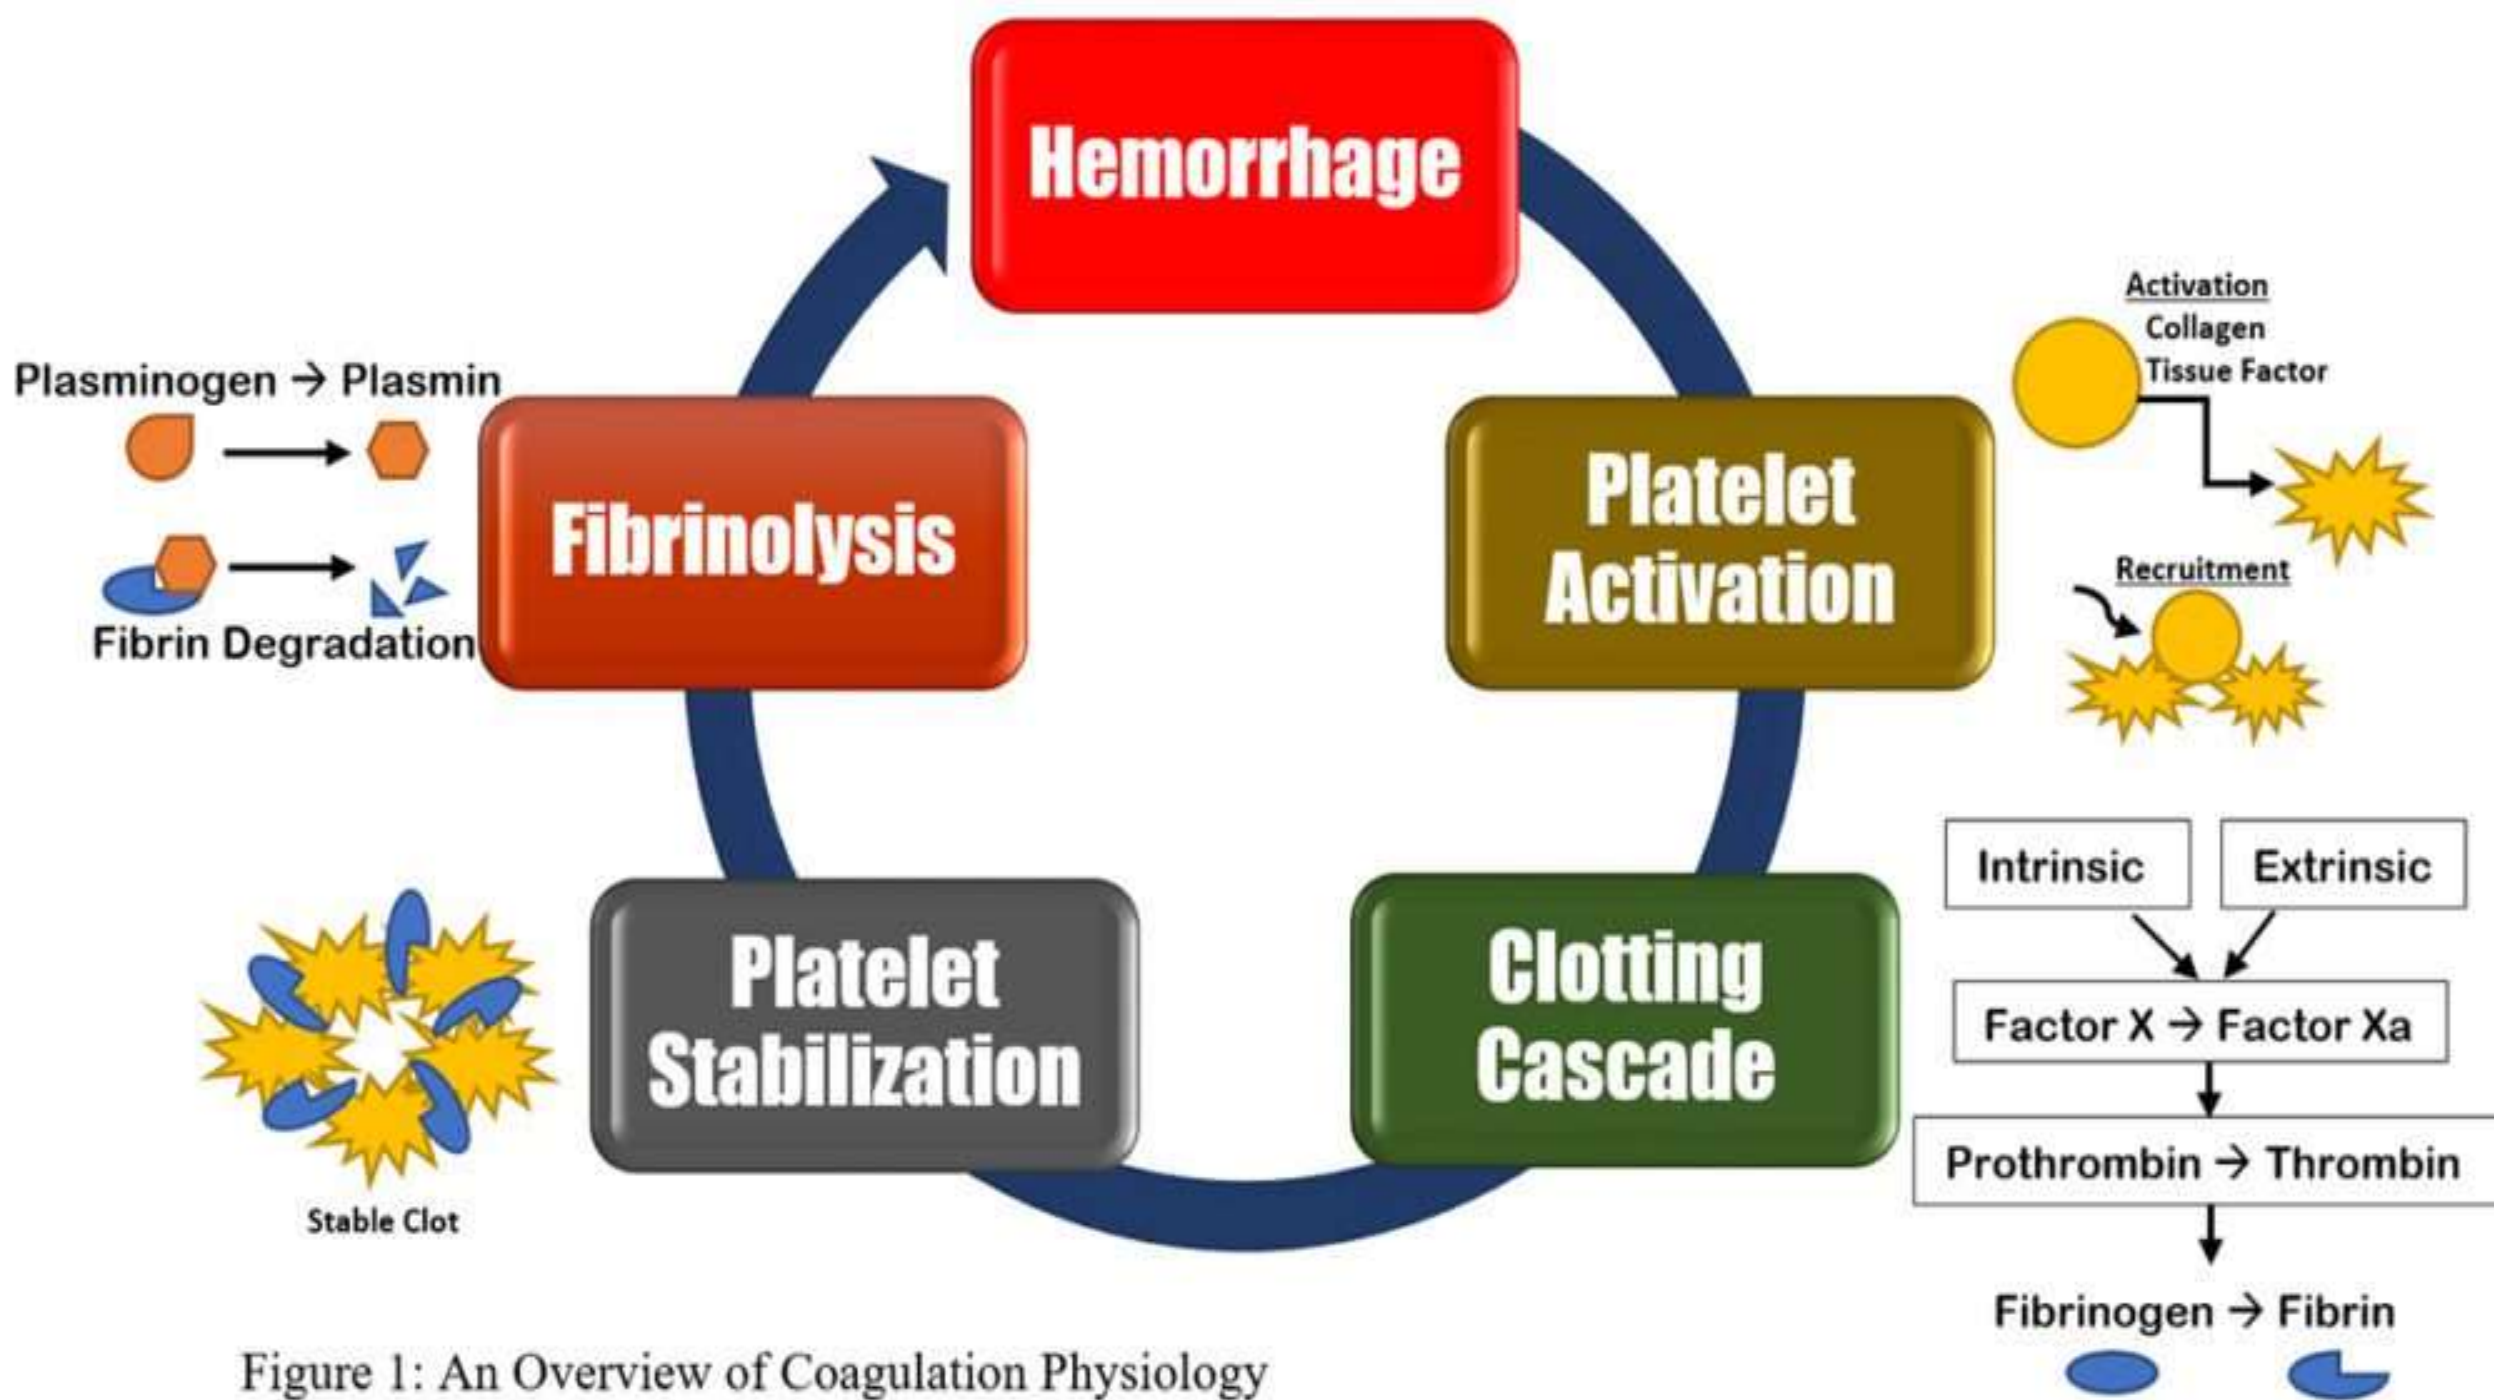 Hemorrhage
Activation
Collagen
Tissue Factor
Platelet
Activation
Recruitment
Intrinsic
Extrinsic
Clotting
Cascade
Factor X → Factor Xa
Prothrombin → Thrombin
Fibrinogen → Fibrin
Platelet
Stabilization
Stable Clot
Fibrinolysis
Plasminogen → Plasmin
Fibrin Degradation
Figure 1: An Overview of Coagulation Physiology